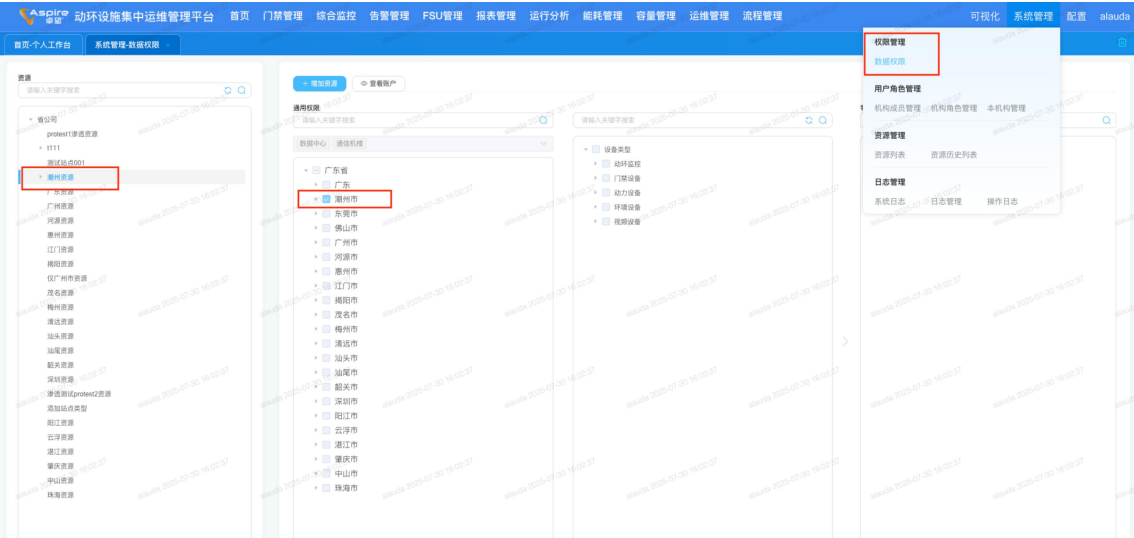 Aspire 卓望 动环设施集中运维管理平台 首页 门禁管理 综合监控 告警管理 FSU管理 报表管理 运行分析 能耗管理 容量管理 运维管理 流程管理 可视化 系统管理 配置 alauda
首页-个人工作台 系统管理-数据权限 ×
权限管理
数据权限
用户角色管理
机构成员管理 机构角色管理 本机构管理
资源管理
资源列表 资源历史列表
日志管理
系统日志 日志管理 操作日志
资源
请输入关键字搜索
省公司
protest1渗透资源
t111
测试站点001
潮州资源
广东资源
广州资源
河源资源
惠州资源
江门资源
揭阳资源
仅广州市资源
茂名资源
梅州资源
清远资源
汕头资源
汕尾资源
韶关资源
深圳资源
渗透测试protest2资源
添加站点类型
阳江资源
云浮资源
湛江资源
肇庆资源
中山资源
珠海资源
+ 增加资源 查看账户
通用权限
请输入关键字搜索
数据中心 通信机楼
广东省
广东
潮州市
东莞市
佛山市
广州市
河源市
惠州市
江门市
揭阳市
茂名市
梅州市
清远市
汕头市
汕尾市
韶关市
深圳市
阳江市
云浮市
湛江市
肇庆市
中山市
珠海市
请输入关键字搜索
设备类型
动环监控
门禁设备
动力设备
环境设备
视频设备
alauda 2025-07-30 16:02:37